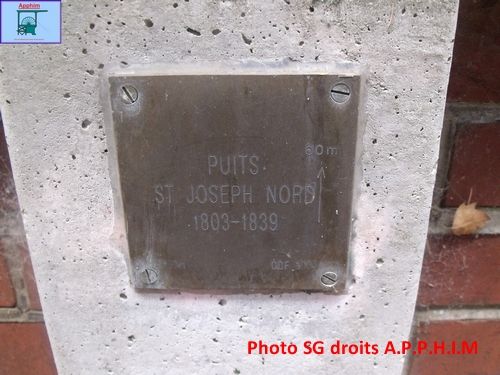 Apphim
60m
PUITS
ST JOSEPH NORD
1803-1839
Photo SG droits A.P.P.H.I.M